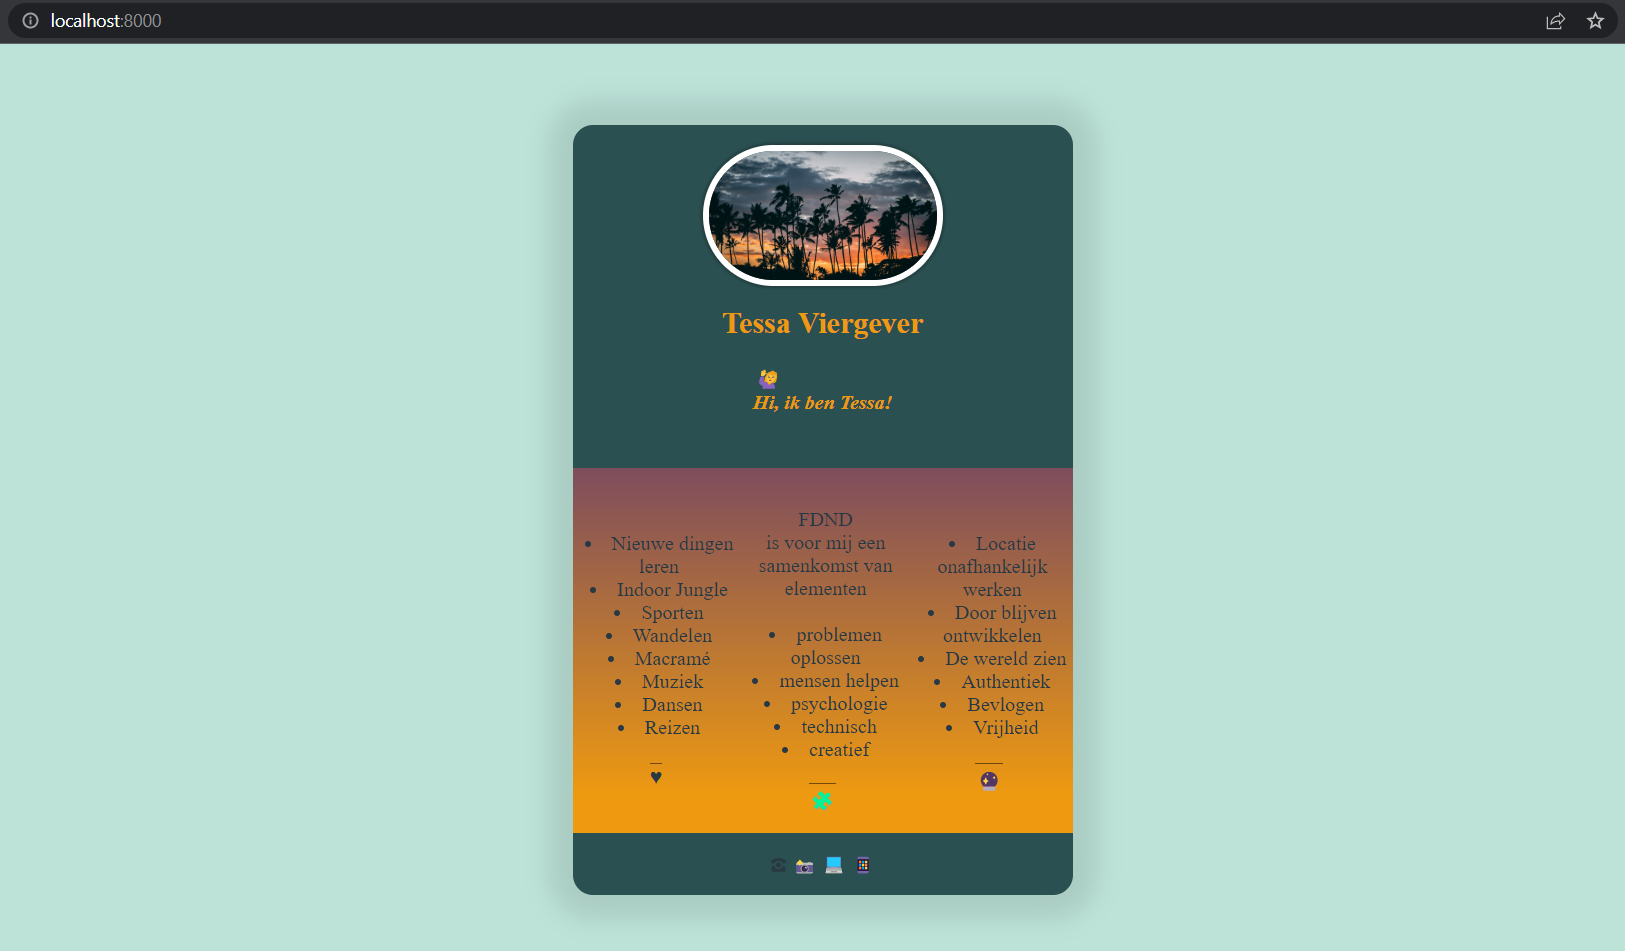 localhost:8000
Tessa Viergever
🙋
Hi, ik ben Tessa!
• Nieuwe dingen
leren
• Indoor Jungle
• Sporten
• Wandelen
• Macramé
• Muziek
• Dansen
• Reizen
♥
FDND
is voor mij een
samenkomst van
elementen
• problemen
oplossen
• mensen helpen
• psychologie
• technisch
• creatief
🧩
• Locatie
onafhankelijk
werken
• Door blijven
ontwikkelen
• De wereld zien
• Authentiek
• Bevlogen
• Vrijheid
🔮
☎ 📸 💻 📱